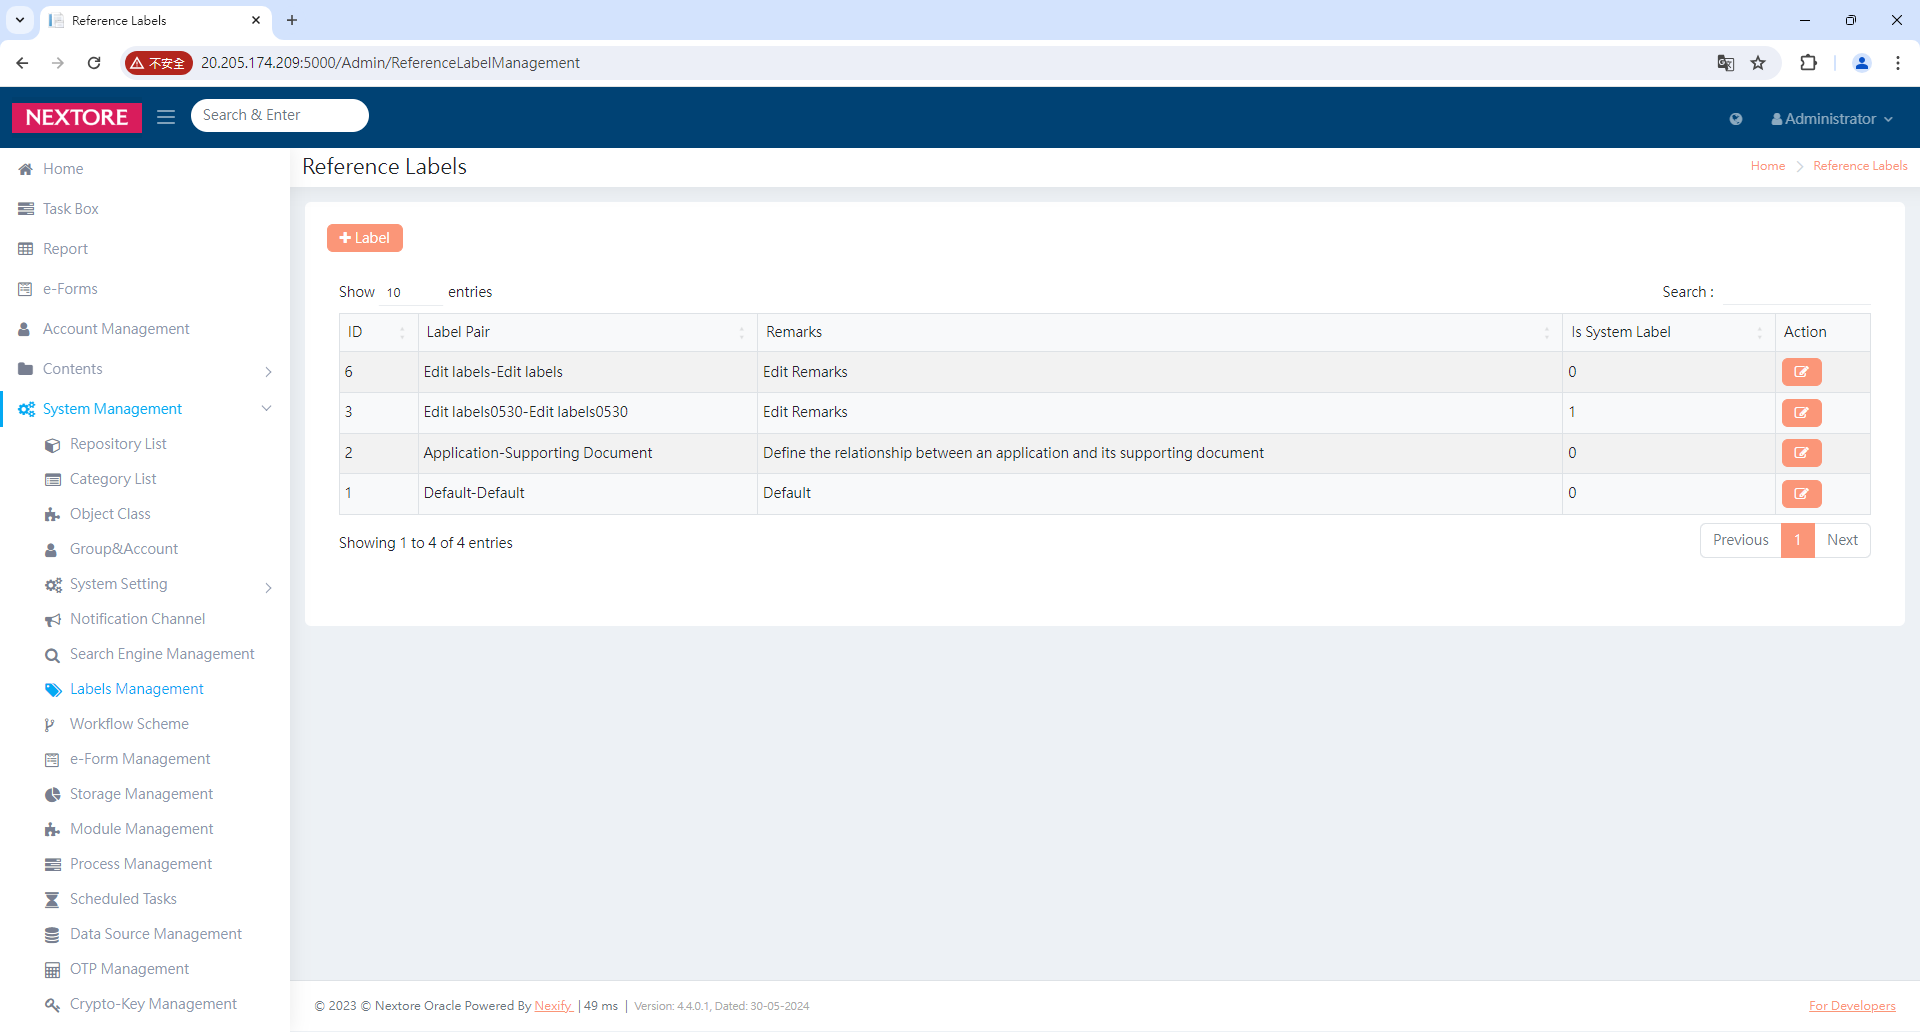 Reference Labels
不安全 20.205.174.209:5000/Admin/ReferenceLabelManagement
NEXTORE Search & Enter Administrator
Home
Task Box
Report
e-Forms
Account Management
Contents
System Management
Repository List
Category List
Object Class
Group&Account
System Setting
Notification Channel
Search Engine Management
Labels Management
Workflow Scheme
e-Form Management
Storage Management
Module Management
Process Management
Scheduled Tasks
Data Source Management
OTP Management
Crypto-Key Management
Reference Labels Home Reference Labels
Label
Show 10 entries Search :
ID Label Pair Remarks Is System Label Action
6 Edit labels-Edit labels Edit Remarks 0
3 Edit labels0530-Edit labels0530 Edit Remarks 1
2 Application-Supporting Document Define the relationship between an application and its supporting document 0
1 Default-Default Default 0
Showing 1 to 4 of 4 entries Previous 1 Next
© 2023 © Nextore Oracle Powered By Nexify | 49 ms | Version: 4.4.0.1, Dated: 30-05-2024 For Developers